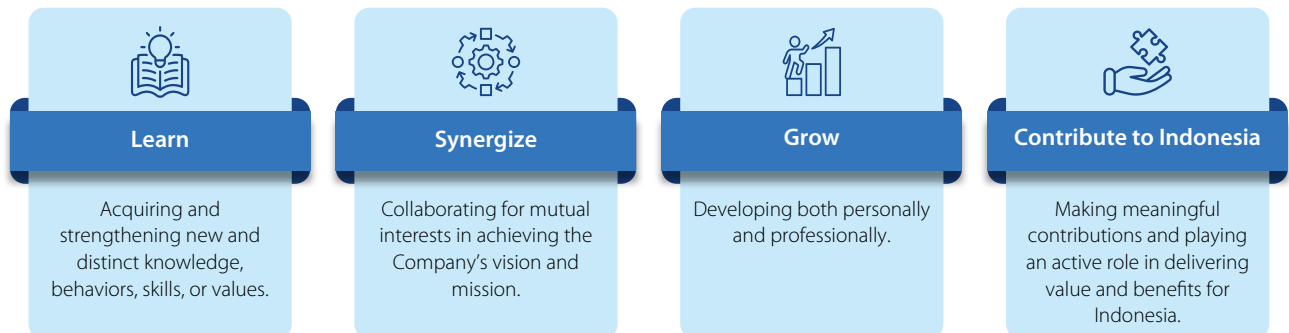 Learn
Acquiring and
strengthening new and
distinct knowledge,
behaviors, skills, or values.
Synergize
Collaborating for mutual
interests in achieving the
Company's vision and
mission.
Grow
Developing both personally
and professionally.
Contribute to Indonesia
Making meaningful
contributions and playing
an active role in delivering
value and benefits for
Indonesia.